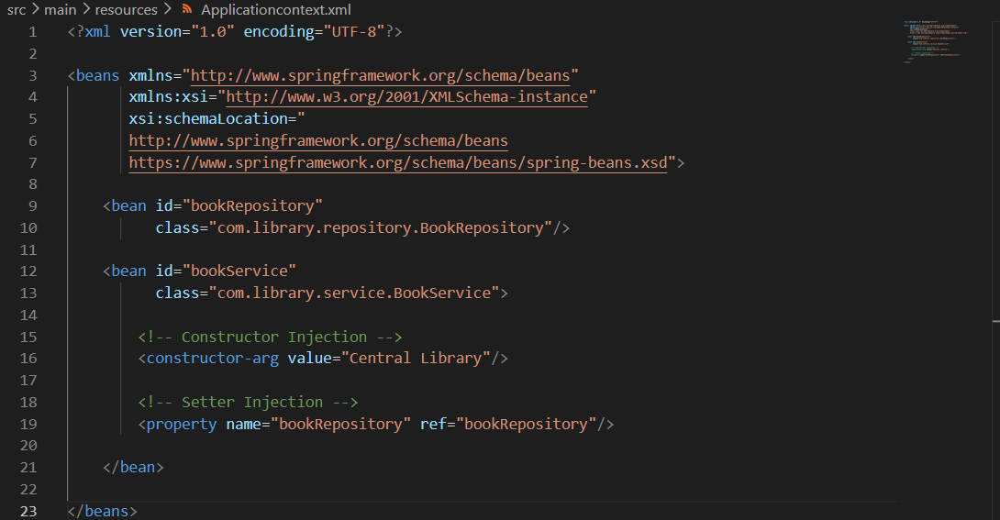 src > main > resources > Applicationcontext.xml
1 <?xml version="1.0" encoding="UTF-8"?>
2
3 <beans xmlns="http://www.springframework.org/schema/beans"
4 xmlns:xsi="http://www.w3.org/2001/XMLSchema-instance"
5 xsi:schemaLocation="
6 http://www.springframework.org/schema/beans
7 https://www.springframework.org/schema/beans/spring-beans.xsd">
8
9 <bean id="bookRepository"
10 class="com.library.repository.BookRepository"/>
11
12 <bean id="bookService"
13 class="com.library.service.BookService">
14
15 <!-- Constructor Injection -->
16 <constructor-arg value="Central Library"/>
17
18 <!-- Setter Injection -->
19 <property name="bookRepository" ref="bookRepository"/>
20
21 </bean>
22
23 </beans>